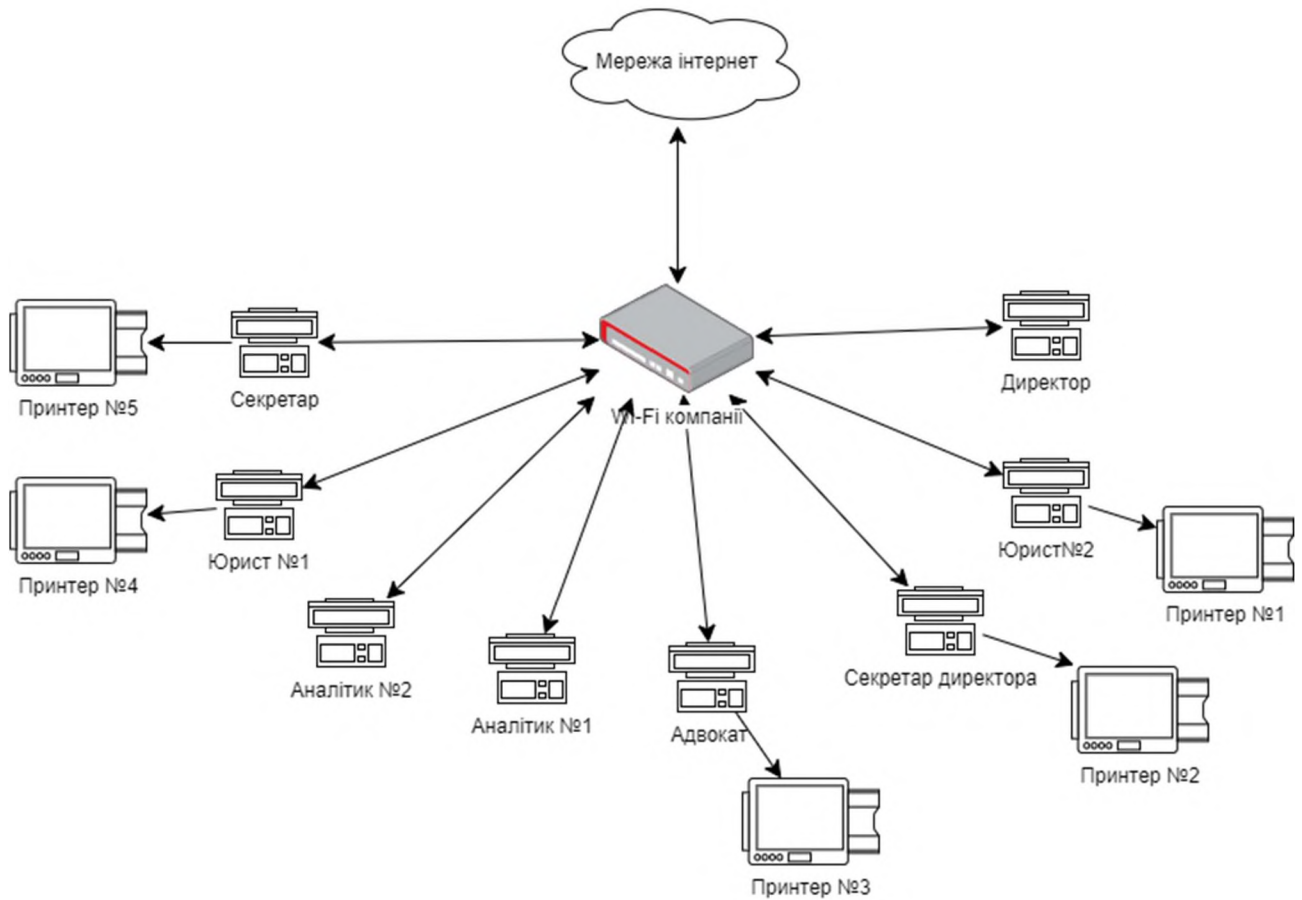 Мережа інтернет
Wi-Fi компанії
Принтер №5
Секретар
Директор
Принтер №4
Юрист №1
Юрист№2
Принтер №1
Аналітик №2
Аналітик №1
Адвокат
Секретар директора
Принтер №2
Принтер №3